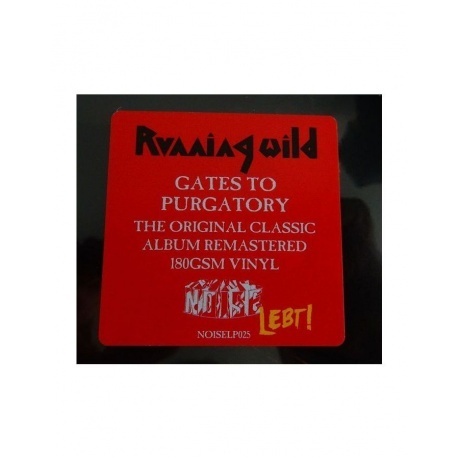 Running wild
GATES TO
PURGATORY
THE ORIGINAL CLASSIC
ALBUM REMASTERED
180GSM VINYL
NOISE
LEBT!
NOISELP025